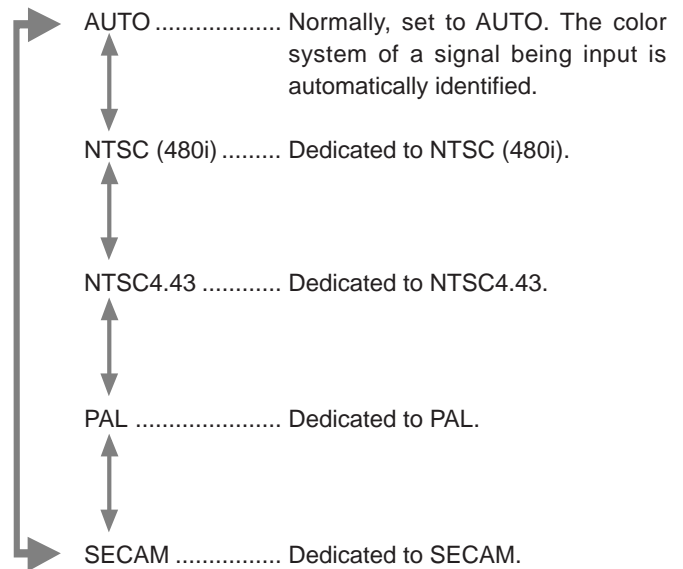 AUTO ................... Normally, set to AUTO. The color
system of a signal being input is
automatically identified.
NTSC (480i) ......... Dedicated to NTSC (480i).
NTSC4.43 ............ Dedicated to NTSC4.43.
PAL ...................... Dedicated to PAL.
SECAM ................ Dedicated to SECAM.